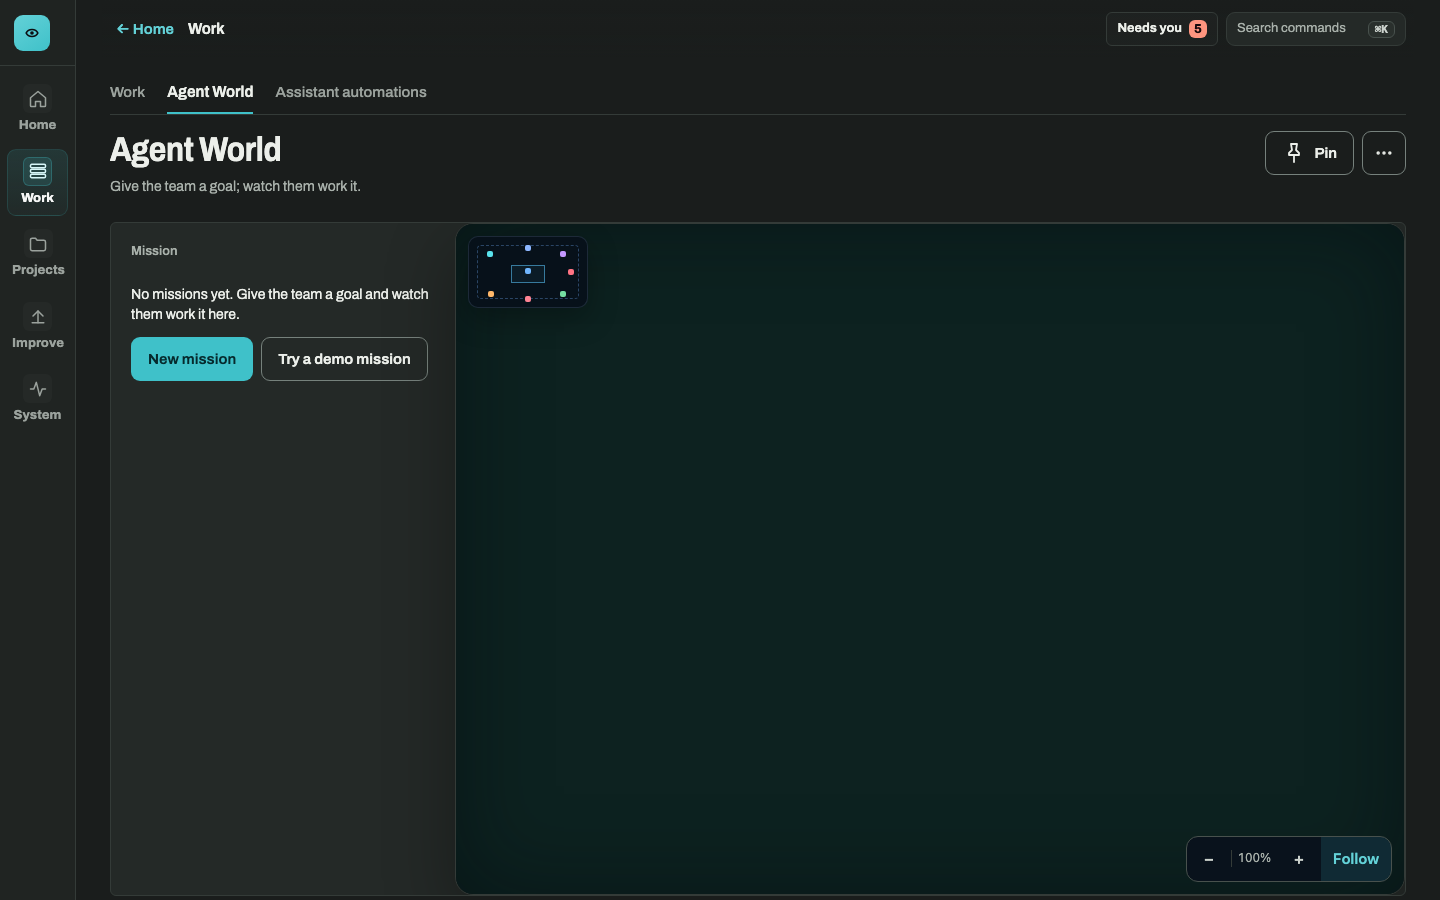 ← Home Work
Needs you 5
Search commands ⌘K
Home
Work
Projects
Improve
System
Work Agent World Assistant automations
Agent World
Give the team a goal; watch them work it.
Pin
Mission
No missions yet. Give the team a goal and watch
them work it here.
New mission Try a demo mission
− 100% + Follow